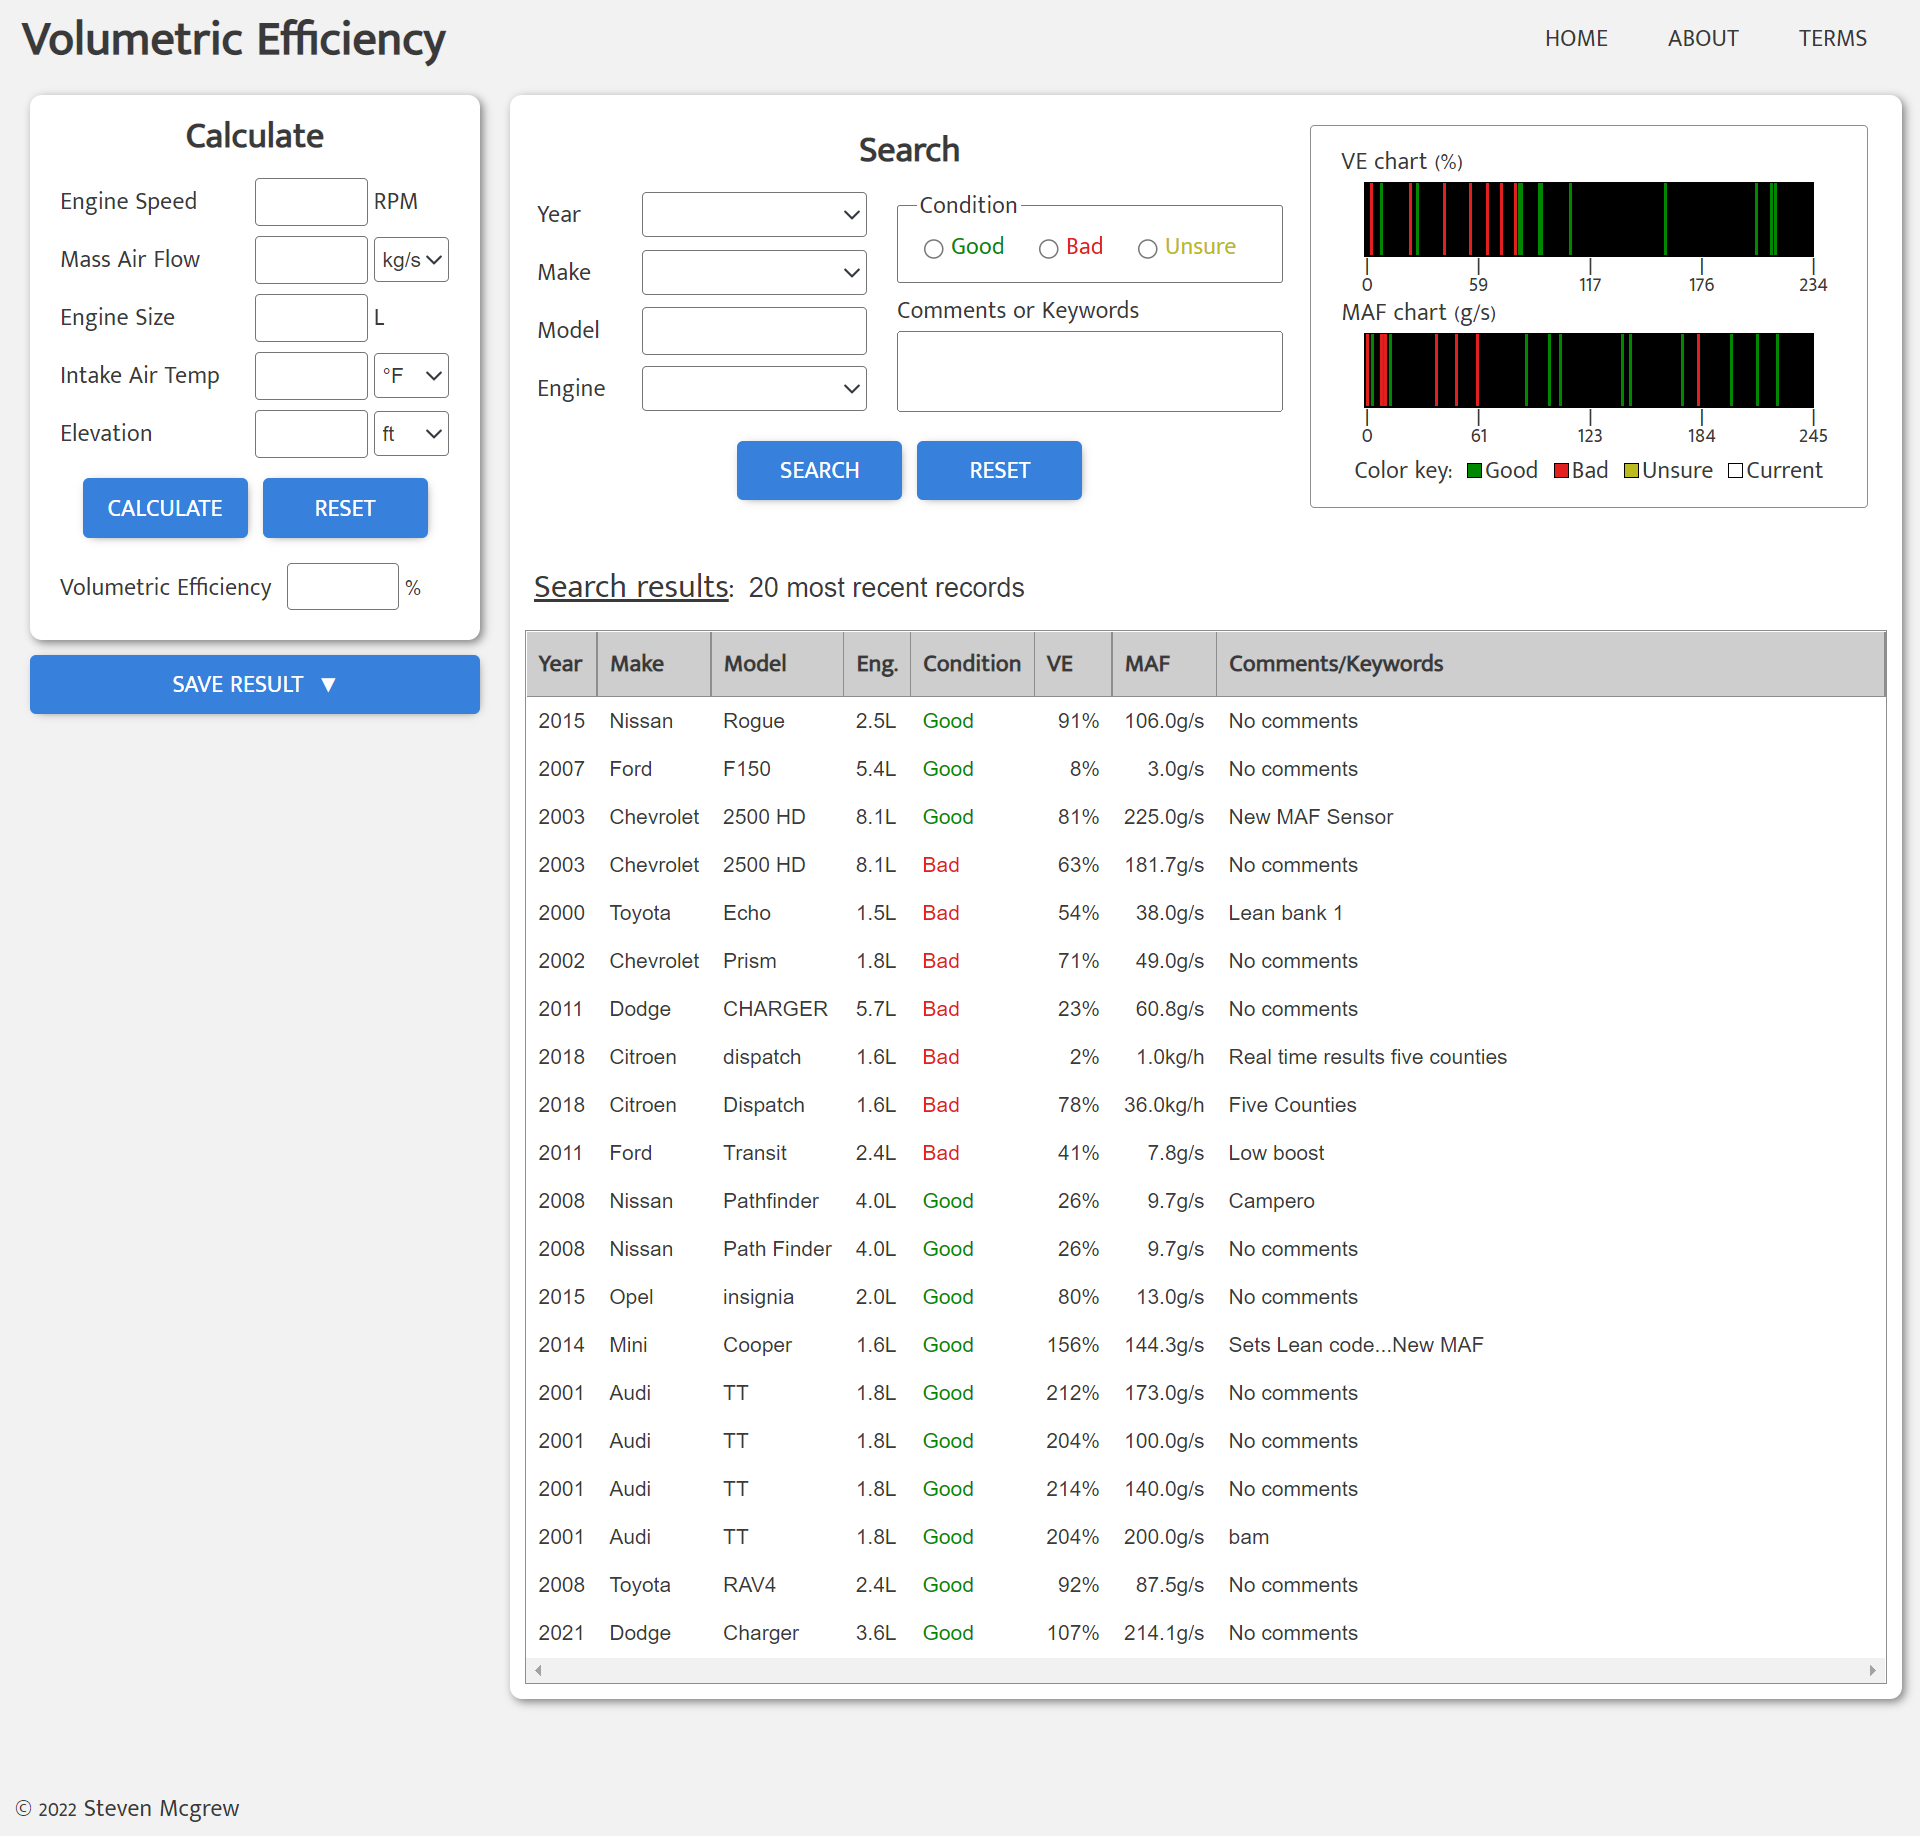 Volumetric Efficiency
HOME ABOUT TERMS
Calculate
Engine Speed RPM
Mass Air Flow kg/s
Engine Size L
Intake Air Temp °F
Elevation ft
CALCULATE RESET
Volumetric Efficiency %
SAVE RESULT ▼
Search
Year
Make
Model
Engine
Condition
Good Bad Unsure
Comments or Keywords
SEARCH RESET
VE chart (%)
0 59 117 176 234
MAF chart (g/s)
0 61 123 184 245
Color key: Good Bad Unsure Current
Search results: 20 most recent records
Year Make Model Eng. Condition VE MAF Comments/Keywords
2015 Nissan Rogue 2.5L Good 91% 106.0g/s No comments
2007 Ford F150 5.4L Good 8% 3.0g/s No comments
2003 Chevrolet 2500 HD 8.1L Good 81% 225.0g/s New MAF Sensor
2003 Chevrolet 2500 HD 8.1L Bad 63% 181.7g/s No comments
2000 Toyota Echo 1.5L Bad 54% 38.0g/s Lean bank 1
2002 Chevrolet Prism 1.8L Bad 71% 49.0g/s No comments
2011 Dodge CHARGER 5.7L Bad 23% 60.8g/s No comments
2018 Citroen dispatch 1.6L Bad 2% 1.0kg/h Real time results five counties
2018 Citroen Dispatch 1.6L Bad 78% 36.0kg/h Five Counties
2011 Ford Transit 2.4L Bad 41% 7.8g/s Low boost
2008 Nissan Pathfinder 4.0L Good 26% 9.7g/s Campero
2008 Nissan Path Finder 4.0L Good 26% 9.7g/s No comments
2015 Opel insignia 2.0L Good 80% 13.0g/s No comments
2014 Mini Cooper 1.6L Good 156% 144.3g/s Sets Lean code...New MAF
2001 Audi TT 1.8L Good 212% 173.0g/s No comments
2001 Audi TT 1.8L Good 204% 100.0g/s No comments
2001 Audi TT 1.8L Good 214% 140.0g/s No comments
2001 Audi TT 1.8L Good 204% 200.0g/s bam
2008 Toyota RAV4 2.4L Good 92% 87.5g/s No comments
2021 Dodge Charger 3.6L Good 107% 214.1g/s No comments
© 2022 Steven Mcgrew